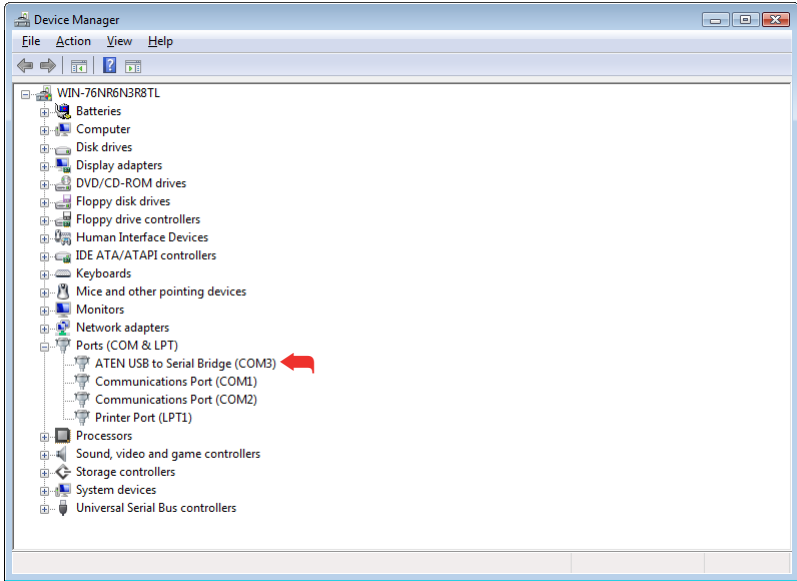 Device Manager
File Action View Help
WIN-76NR6N3R8TL
Batteries
Computer
Disk drives
Display adapters
DVD/CD-ROM drives
Floppy disk drives
Floppy drive controllers
Human Interface Devices
IDE ATA/ATAPI controllers
Keyboards
Mice and other pointing devices
Monitors
Network adapters
Ports (COM & LPT)
ATEN USB to Serial Bridge (COM3)
Communications Port (COM1)
Communications Port (COM2)
Printer Port (LPT1)
Processors
Sound, video and game controllers
Storage controllers
System devices
Universal Serial Bus controllers